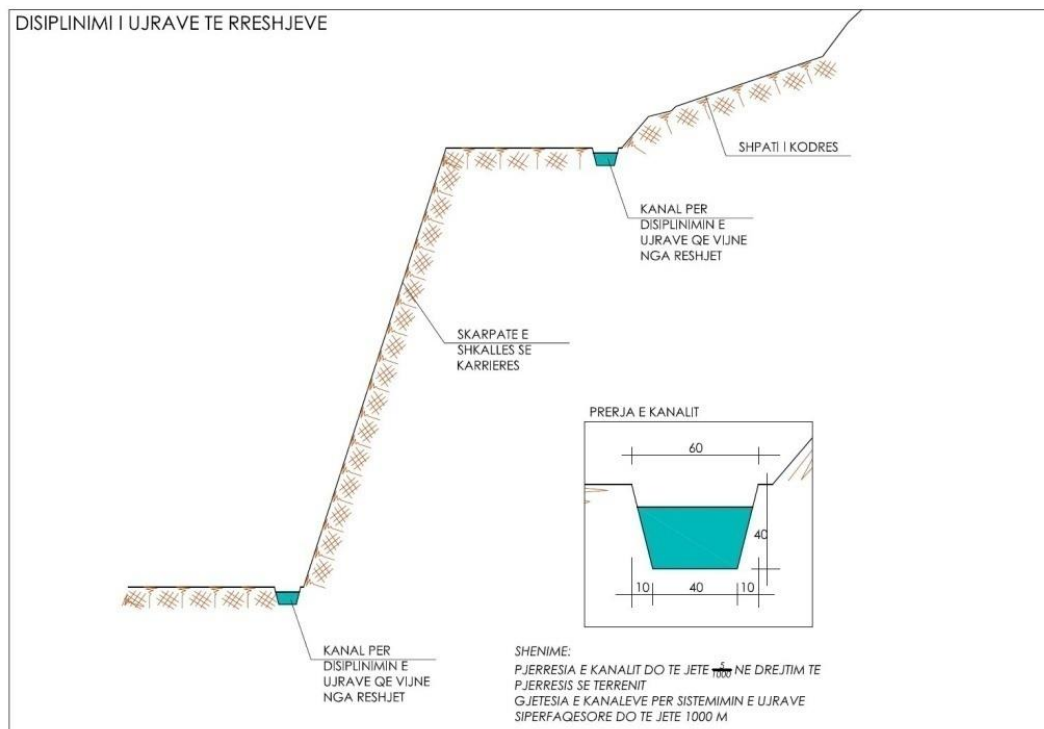 DISIPLINIMI I UJRAVE TE RRESHJEVE
SHPATI I KODRES
KANAL PER
DISIPLINIMIN E
UJRAVE QE VIJNE
NGA RESHJET
SKARPATE E
SHKALLES SE
KARRIERES
PRERJA E KANALIT
60
40
10
40
10
KANAL PER
DISIPLINIMIN E
UJRAVE QE VIJNE
NGA RESHJET
SHENIME:
PJERRESIA E KANALIT DO TE JETE 5/1000 NE DREJTIM TE
PJERRESIS SE TERRENIT
GJETESIA E KANALEVE PER SISTEMIMIN E UJRAVE
SIPERFAQESORE DO TE JETE 1000 M